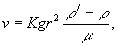 v = Kgr² (ρ′ − ρ)/μ,